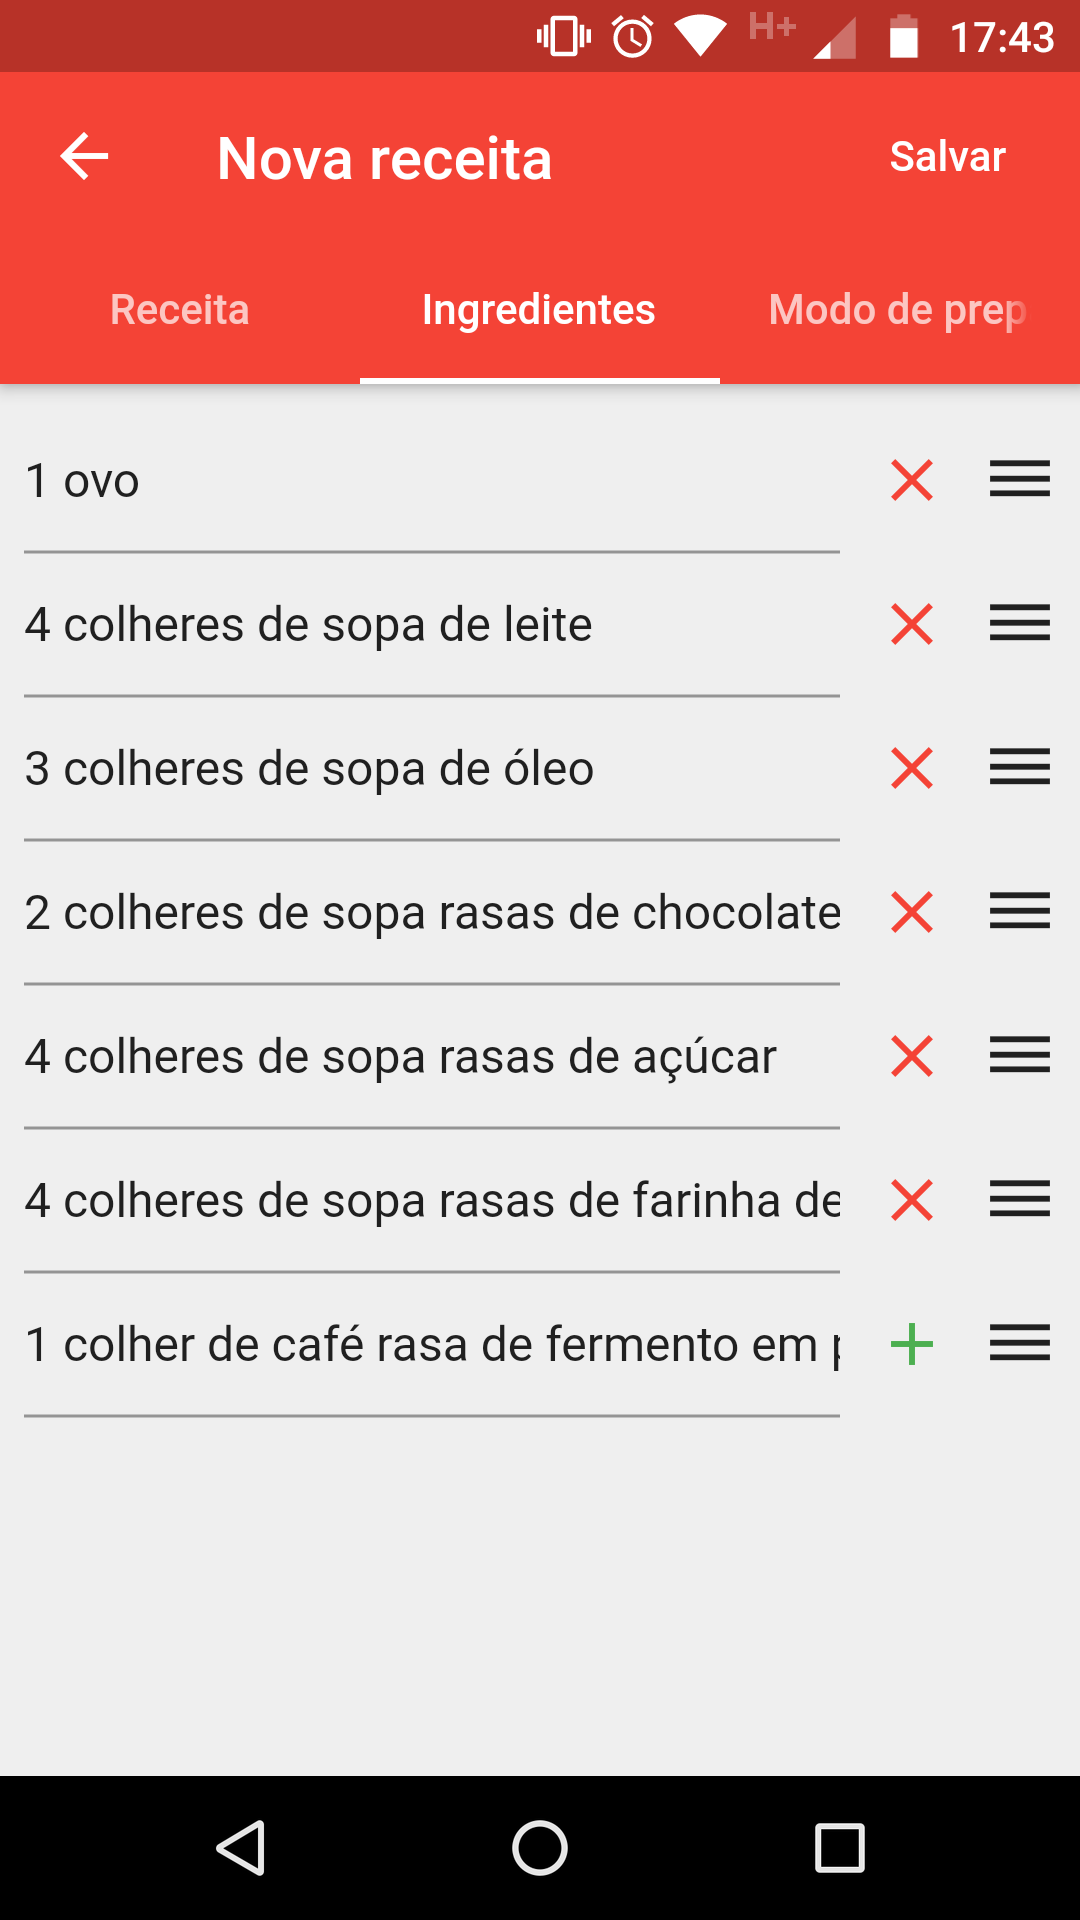 H+ 17:43
Nova receita Salvar
Receita Ingredientes Modo de prep
1 ovo
4 colheres de sopa de leite
3 colheres de sopa de óleo
2 colheres de sopa rasas de chocolate
4 colheres de sopa rasas de açúcar
4 colheres de sopa rasas de farinha de
1 colher de café rasa de fermento em p